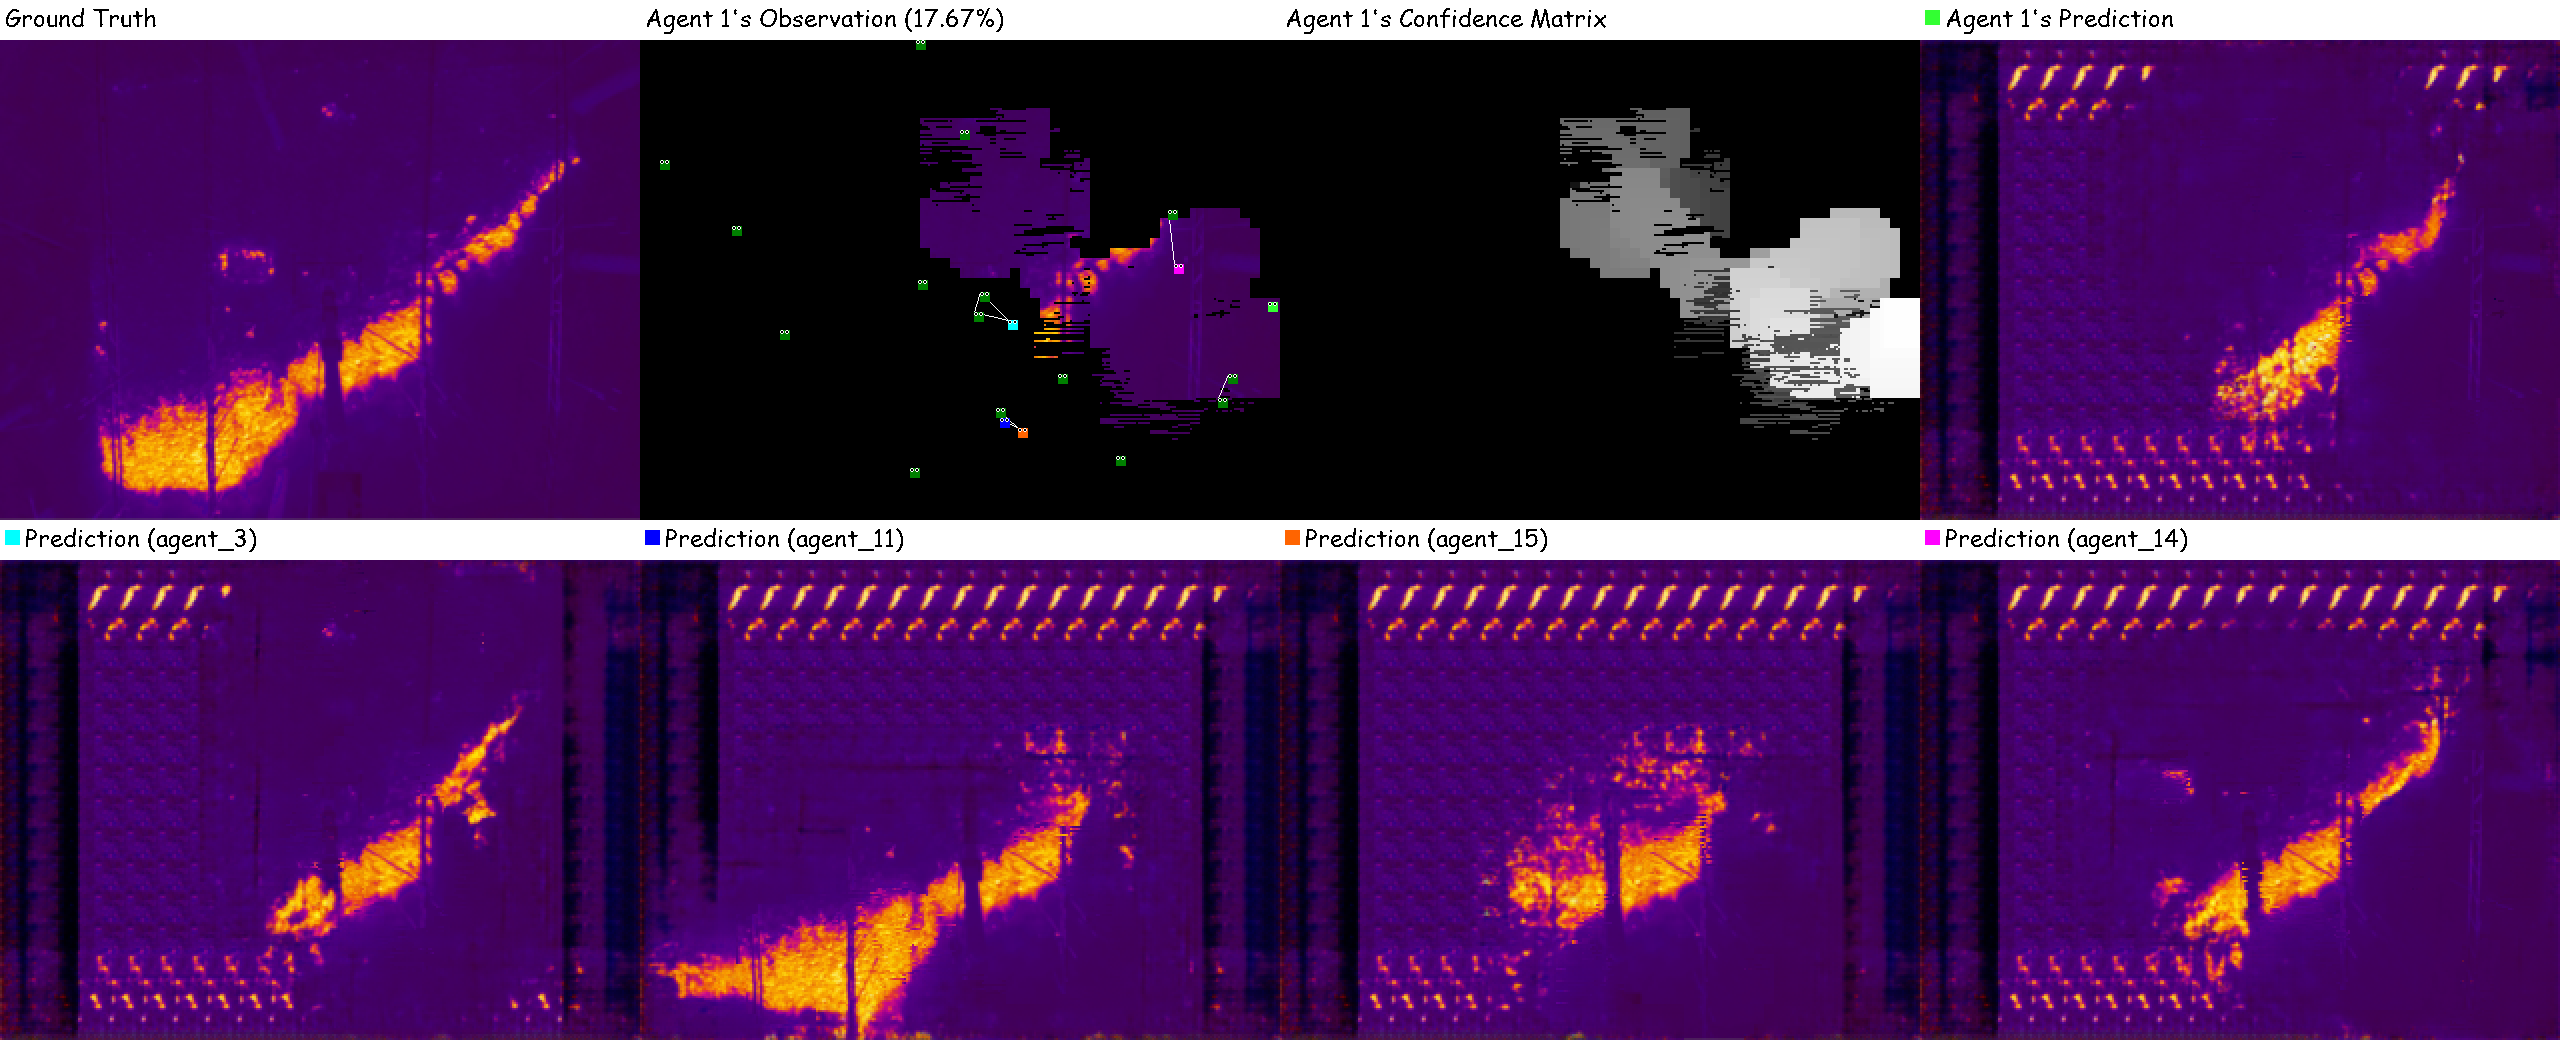 Ground Truth
Agent 1's Observation (17.67%)
Agent 1's Confidence Matrix
Agent 1's Prediction
Prediction (agent_3)
Prediction (agent_11)
Prediction (agent_15)
Prediction (agent_14)